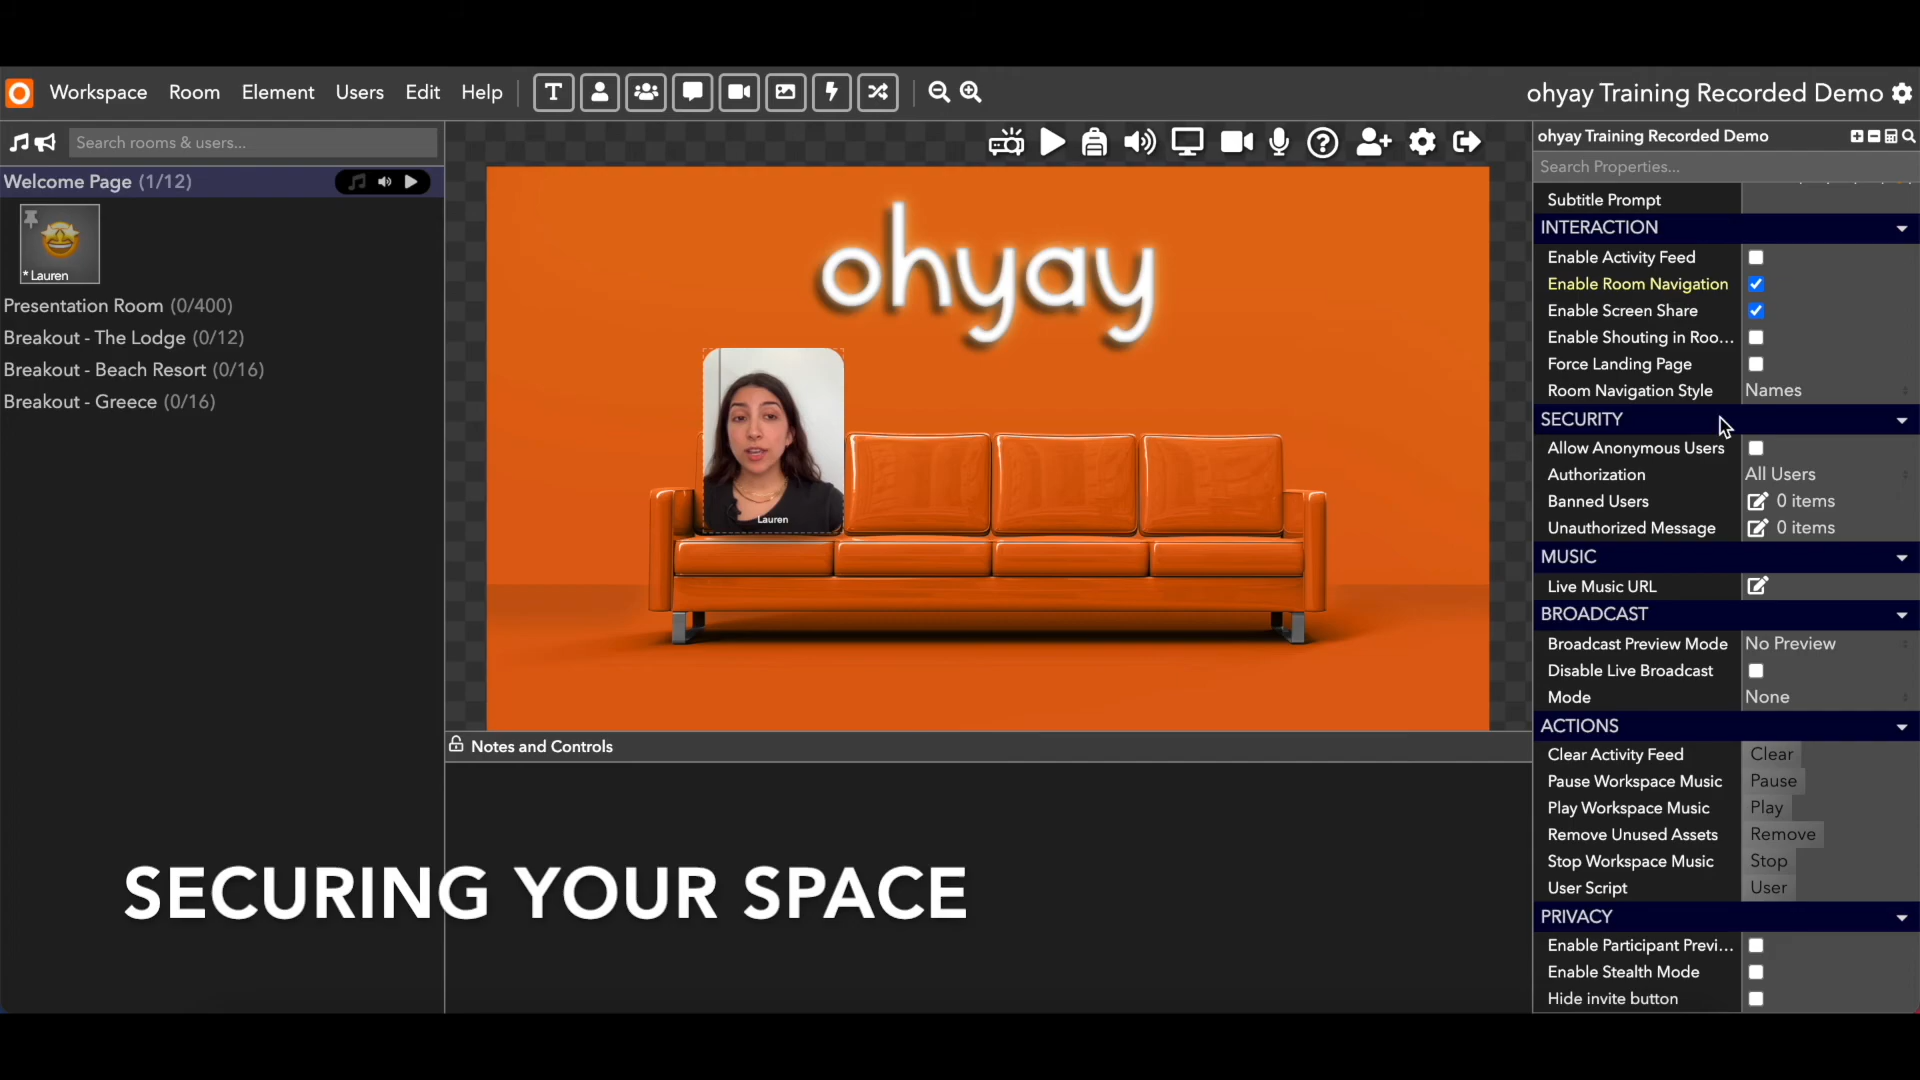 Workspace Room Element Users Edit Help
T
ohyay Training Recorded Demo
Search rooms & users...
Welcome Page (1/12)
* Lauren
Presentation Room (0/400)
Breakout - The Lodge (0/12)
Breakout - Beach Resort (0/16)
Breakout - Greece (0/16)
ohyay
Lauren
Notes and Controls
SECURING YOUR SPACE
ohyay Training Recorded Demo
Search Properties...
Subtitle Prompt
INTERACTION
Enable Activity Feed
Enable Room Navigation
Enable Screen Share
Enable Shouting in Roo...
Force Landing Page
Room Navigation Style Names
SECURITY
Allow Anonymous Users
Authorization All Users
Banned Users 0 items
Unauthorized Message 0 items
MUSIC
Live Music URL
BROADCAST
Broadcast Preview Mode No Preview
Disable Live Broadcast
Mode None
ACTIONS
Clear Activity Feed Clear
Pause Workspace Music Pause
Play Workspace Music Play
Remove Unused Assets Remove
Stop Workspace Music Stop
User Script User
PRIVACY
Enable Participant Previ...
Enable Stealth Mode
Hide invite button